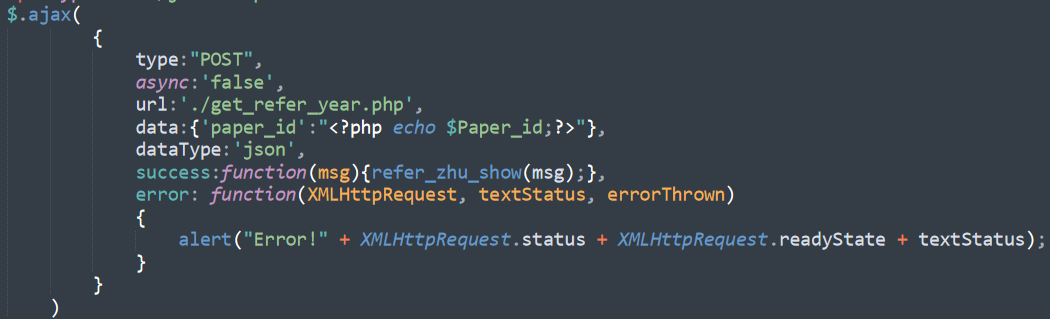 $.ajax(
{
type:"POST",
async:'false',
url:'./get_refer_year.php',
data:{'paper_id':"<?php echo $Paper_id;?>"},
dataType:'json',
success:function(msg){refer_zhu_show(msg);},
error: function(XMLHttpRequest, textStatus, errorThrown)
{
alert("Error!" + XMLHttpRequest.status + XMLHttpRequest.readyState + textStatus);
}
}
)